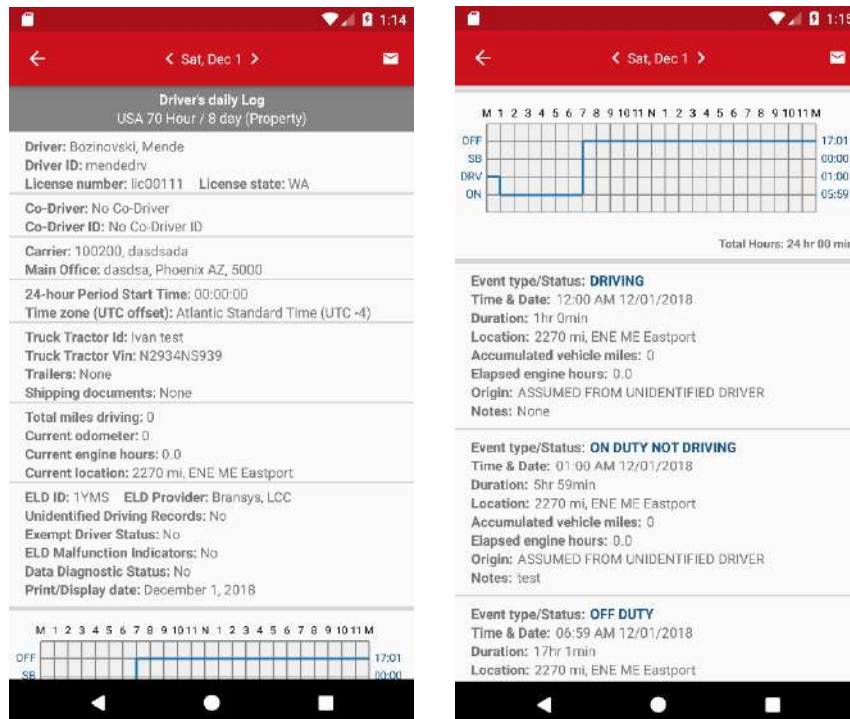 1:14
Sat, Dec 1
Driver's daily Log
USA 70 Hour / 8 day (Property)
Driver: Bozinovski, Mende
Driver ID: mendedrv
License number: lic00111 License state: WA
Co-Driver: No Co-Driver
Co-Driver ID: No Co-Driver ID
Carrier: 100200, dasdsada
Main Office: dasdsa, Phoenix AZ, 5000
24-hour Period Start Time: 00:00:00
Time zone (UTC offset): Atlantic Standard Time (UTC -4)
Truck Tractor Id: Ivan test
Truck Tractor Vin: N2934NS939
Trailers: None
Shipping documents: None
Total miles driving: 0
Current odometer: 0
Current engine hours: 0.0
Current location: 2270 mi, ENE ME Eastport
ELD ID: 1YMS ELD Provider: Bransys, LCC
Unidentified Driving Records: No
Exempt Driver Status: No
ELD Malfunction Indicators: No
Data Diagnostic Status: No
Print/Display date: December 1, 2018
M 1 2 3 4 5 6 7 8 9 10 11 N 1 2 3 4 5 6 7 8 9 10 11 M
OFF 17:01
SB 00:00
1:15
Sat, Dec 1
M 1 2 3 4 5 6 7 8 9 10 11 N 1 2 3 4 5 6 7 8 9 10 11 M
OFF 17:01
SB 00:00
DRV 01:00
ON 05:59
Total Hours: 24 hr 00 min
Event type/Status: DRIVING
Time & Date: 12:00 AM 12/01/2018
Duration: 1hr 0min
Location: 2270 mi, ENE ME Eastport
Accumulated vehicle miles: 0
Elapsed engine hours: 0.0
Origin: ASSUMED FROM UNIDENTIFIED DRIVER
Notes: None
Event type/Status: ON DUTY NOT DRIVING
Time & Date: 01:00 AM 12/01/2018
Duration: 5hr 59min
Location: 2270 mi, ENE ME Eastport
Accumulated vehicle miles: 0
Elapsed engine hours: 0.0
Origin: ASSUMED FROM UNIDENTIFIED DRIVER
Notes: test
Event type/Status: OFF DUTY
Time & Date: 06:59 AM 12/01/2018
Duration: 17hr 1min
Location: 2270 mi, ENE ME Eastport